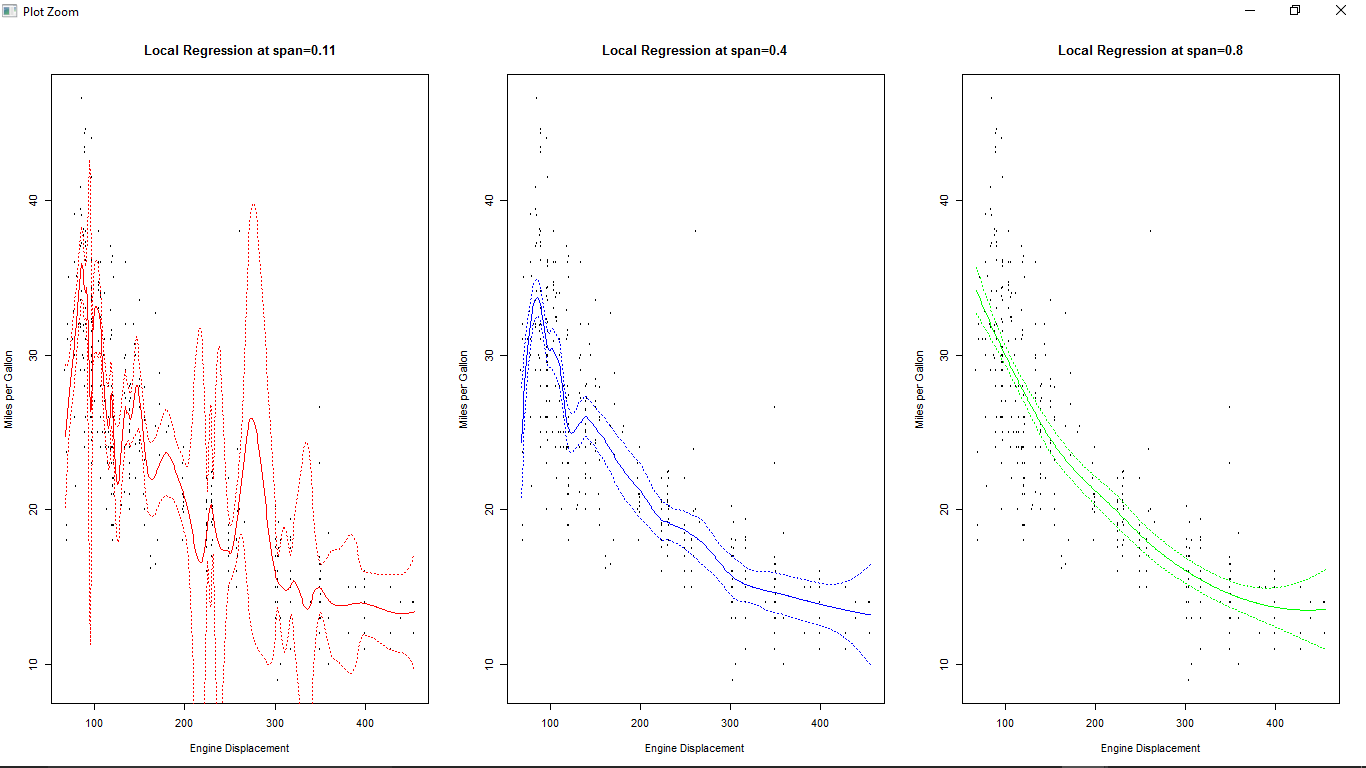 Plot Zoom
Local Regression at span=0.11
Miles per Gallon
40
30
20
10
100 200 300 400
Engine Displacement
Local Regression at span=0.4
Miles per Gallon
40
30
20
10
100 200 300 400
Engine Displacement
Local Regression at span=0.8
Miles per Gallon
40
30
20
10
100 200 300 400
Engine Displacement